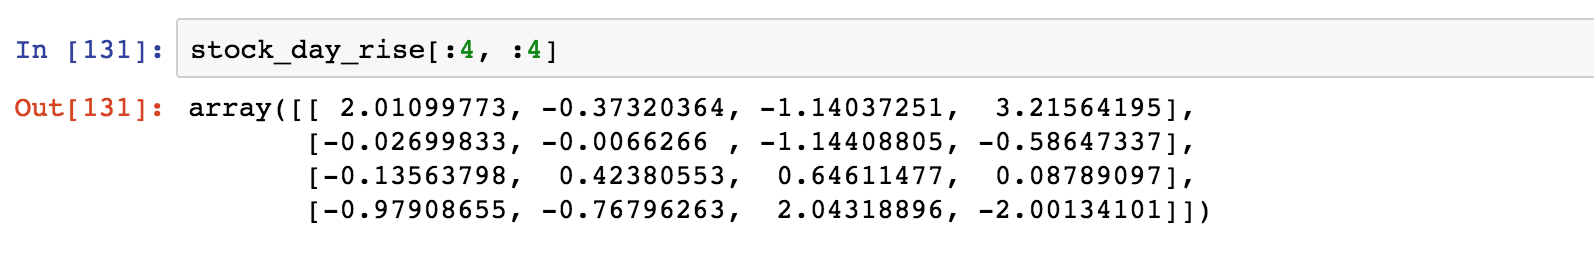 In [131]: stock_day_rise[:4, :4]
Out[131]: array([[ 2.01099773, -0.37320364, -1.14037251,  3.21564195],
       [-0.02699833, -0.0066266 , -1.14408805, -0.58647337],
       [-0.13563798,  0.42380553,  0.64611477,  0.08789097],
       [-0.97908655, -0.76796263,  2.04318896, -2.00134101]])